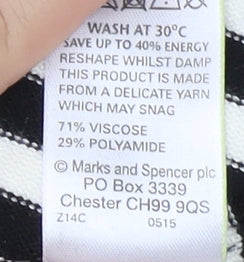 WASH AT 30°C
SAVE UP TO 40% ENERGY
RESHAPE WHILST DAMP
THIS PRODUCT IS MADE
FROM A DELICATE YARN
WHICH MAY SNAG
71% VISCOSE
29% POLYAMIDE
© Marks and Spencer plc
PO Box 3339
Chester CH99 9QS
Z14C 0515